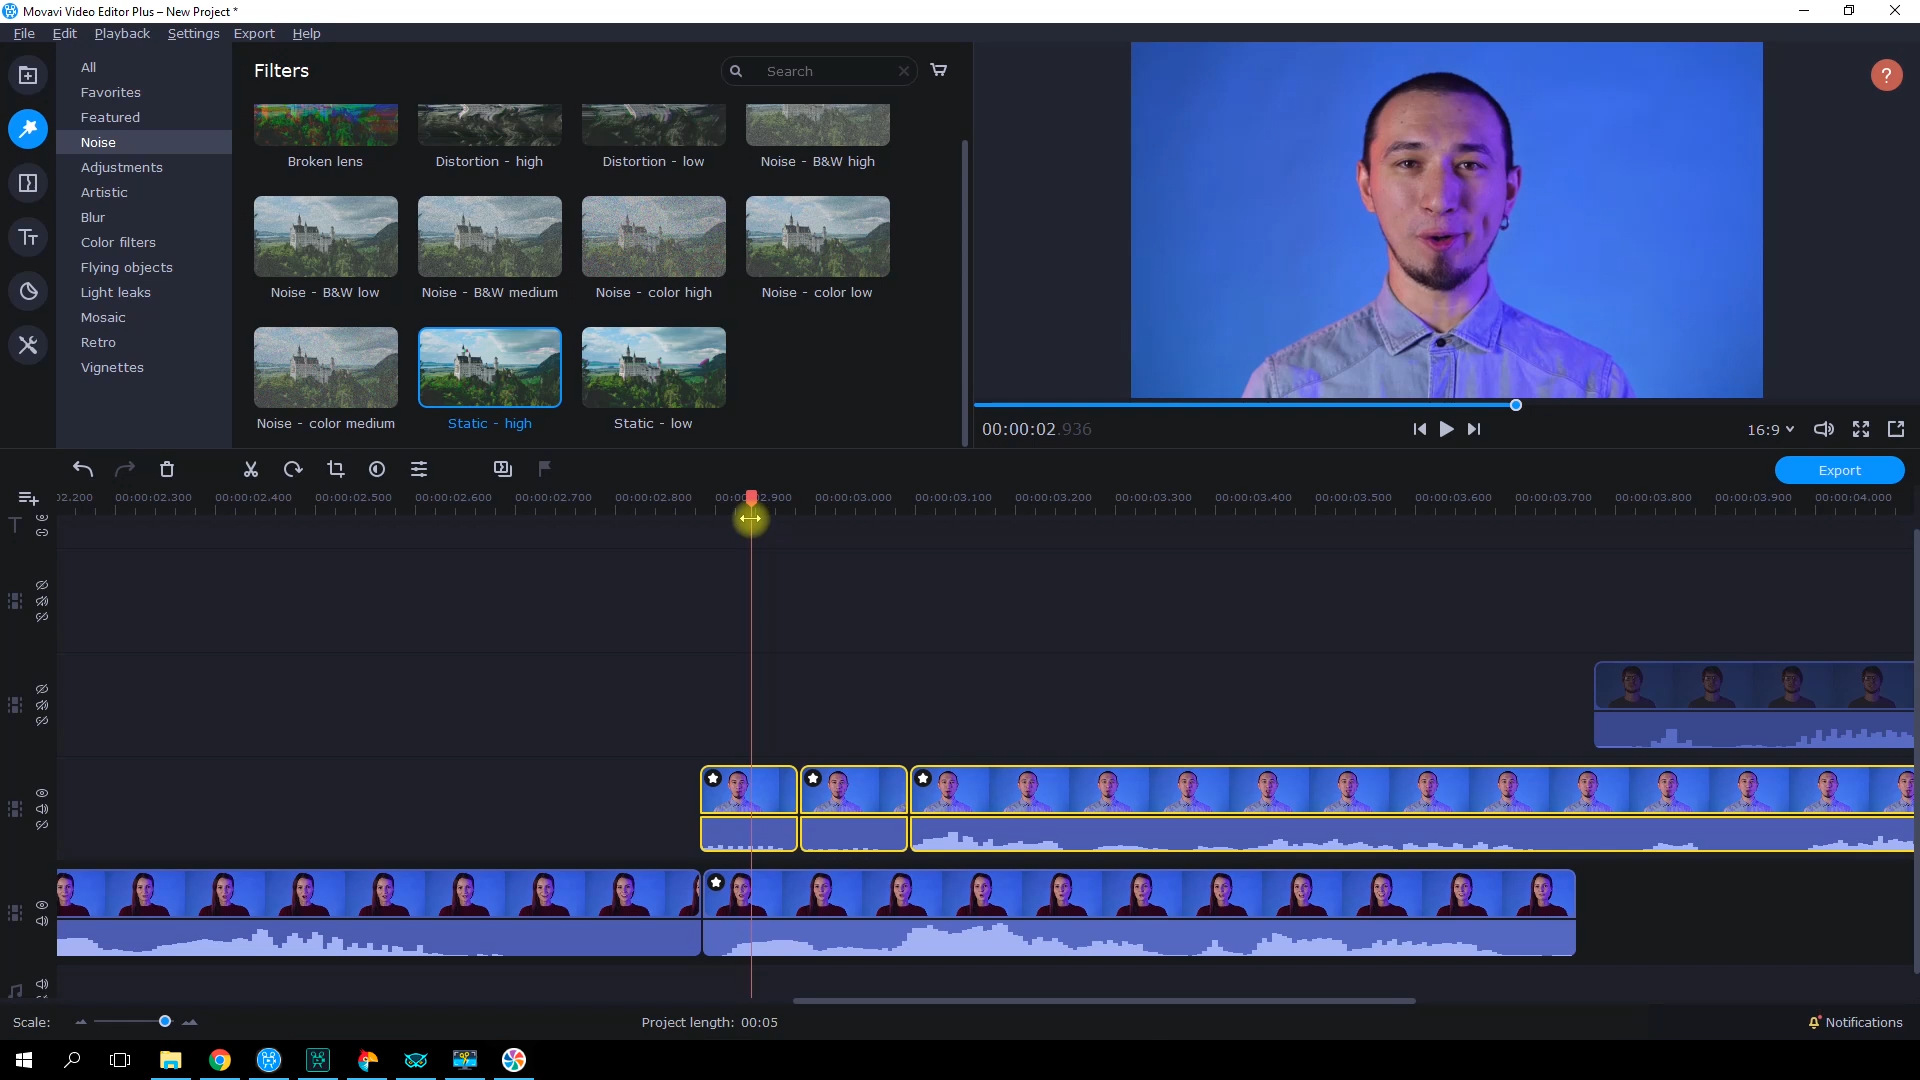 Movavi Video Editor Plus – New Project *
File Edit Playback Settings Export Help
All
Favorites
Featured
Noise
Adjustments
Artistic
Blur
Color filters
Flying objects
Light leaks
Mosaic
Retro
Vignettes
Filters
Search
Broken lens
Distortion - high
Distortion - low
Noise - B&W high
Noise - B&W low
Noise - B&W medium
Noise - color high
Noise - color low
Noise - color medium
Static - high
Static - low
?
00:00:02.936
16:9
Export
02.200 00:00:02.300 00:00:02.400 00:00:02.500 00:00:02.600 00:00:02.700 00:00:02.800 00:00:02.900 00:00:03.000 00:00:03.100 00:00:03.200 00:00:03.300 00:00:03.400 00:00:03.500 00:00:03.600 00:00:03.700 00:00:03.800 00:00:03.900 00:00:04.000
Scale:
Project length: 00:05
Notifications